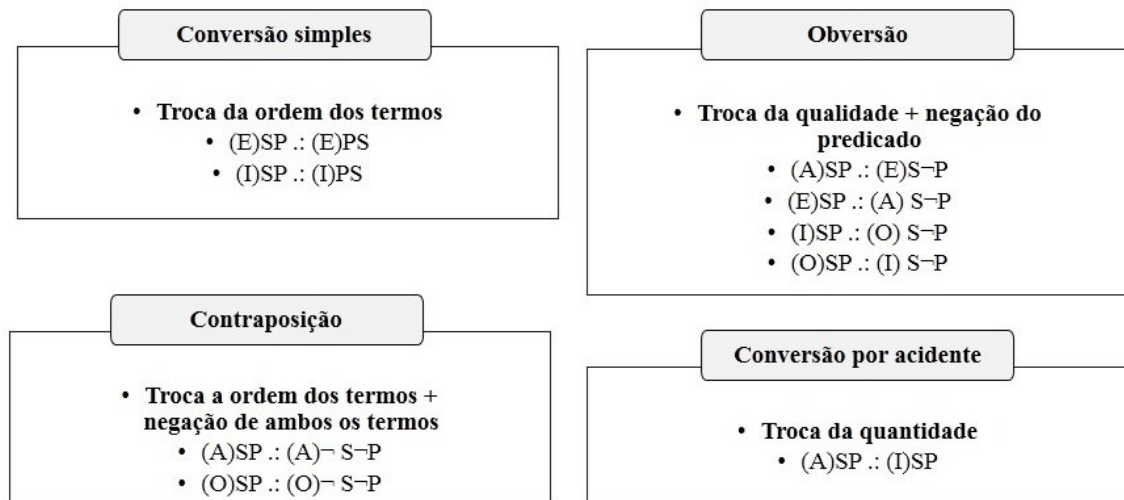 Conversão simples
• Troca da ordem dos termos
• (E)SP .: (E)PS
• (I)SP .: (I)PS
Obversão
• Troca da qualidade + negação do
predicado
• (A)SP .: (E)S¬P
• (E)SP .: (A) S¬P
• (I)SP .: (O) S¬P
• (O)SP .: (I) S¬P
Contraposição
• Troca a ordem dos termos +
negação de ambos os termos
• (A)SP .: (A)¬ S¬P
• (O)SP .: (O)¬ S¬P
Conversão por acidente
• Troca da quantidade
• (A)SP .: (I)SP